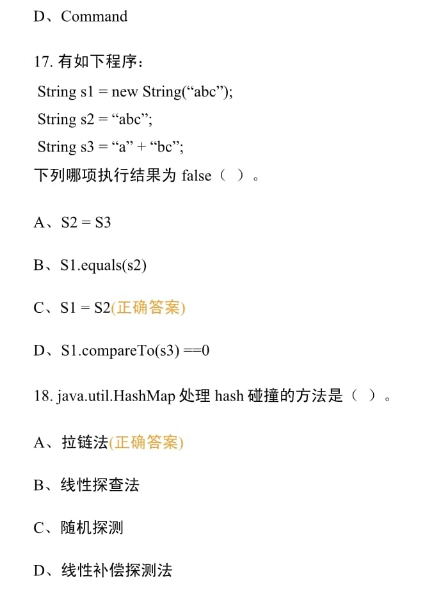 D、Command
17. 有如下程序：
String s1 = new String(“abc”);
String s2 = “abc”;
String s3 = “a” + “bc”;
下列哪项执行结果为 false（  ）。
A、S2 = S3
B、S1.equals(s2)
C、S1 = S2(正确答案)
D、S1.compareTo(s3) ==0
18. java.util.HashMap 处理 hash 碰撞的方法是（  ）。
A、拉链法(正确答案)
B、线性探查法
C、随机探测
D、线性补偿探测法